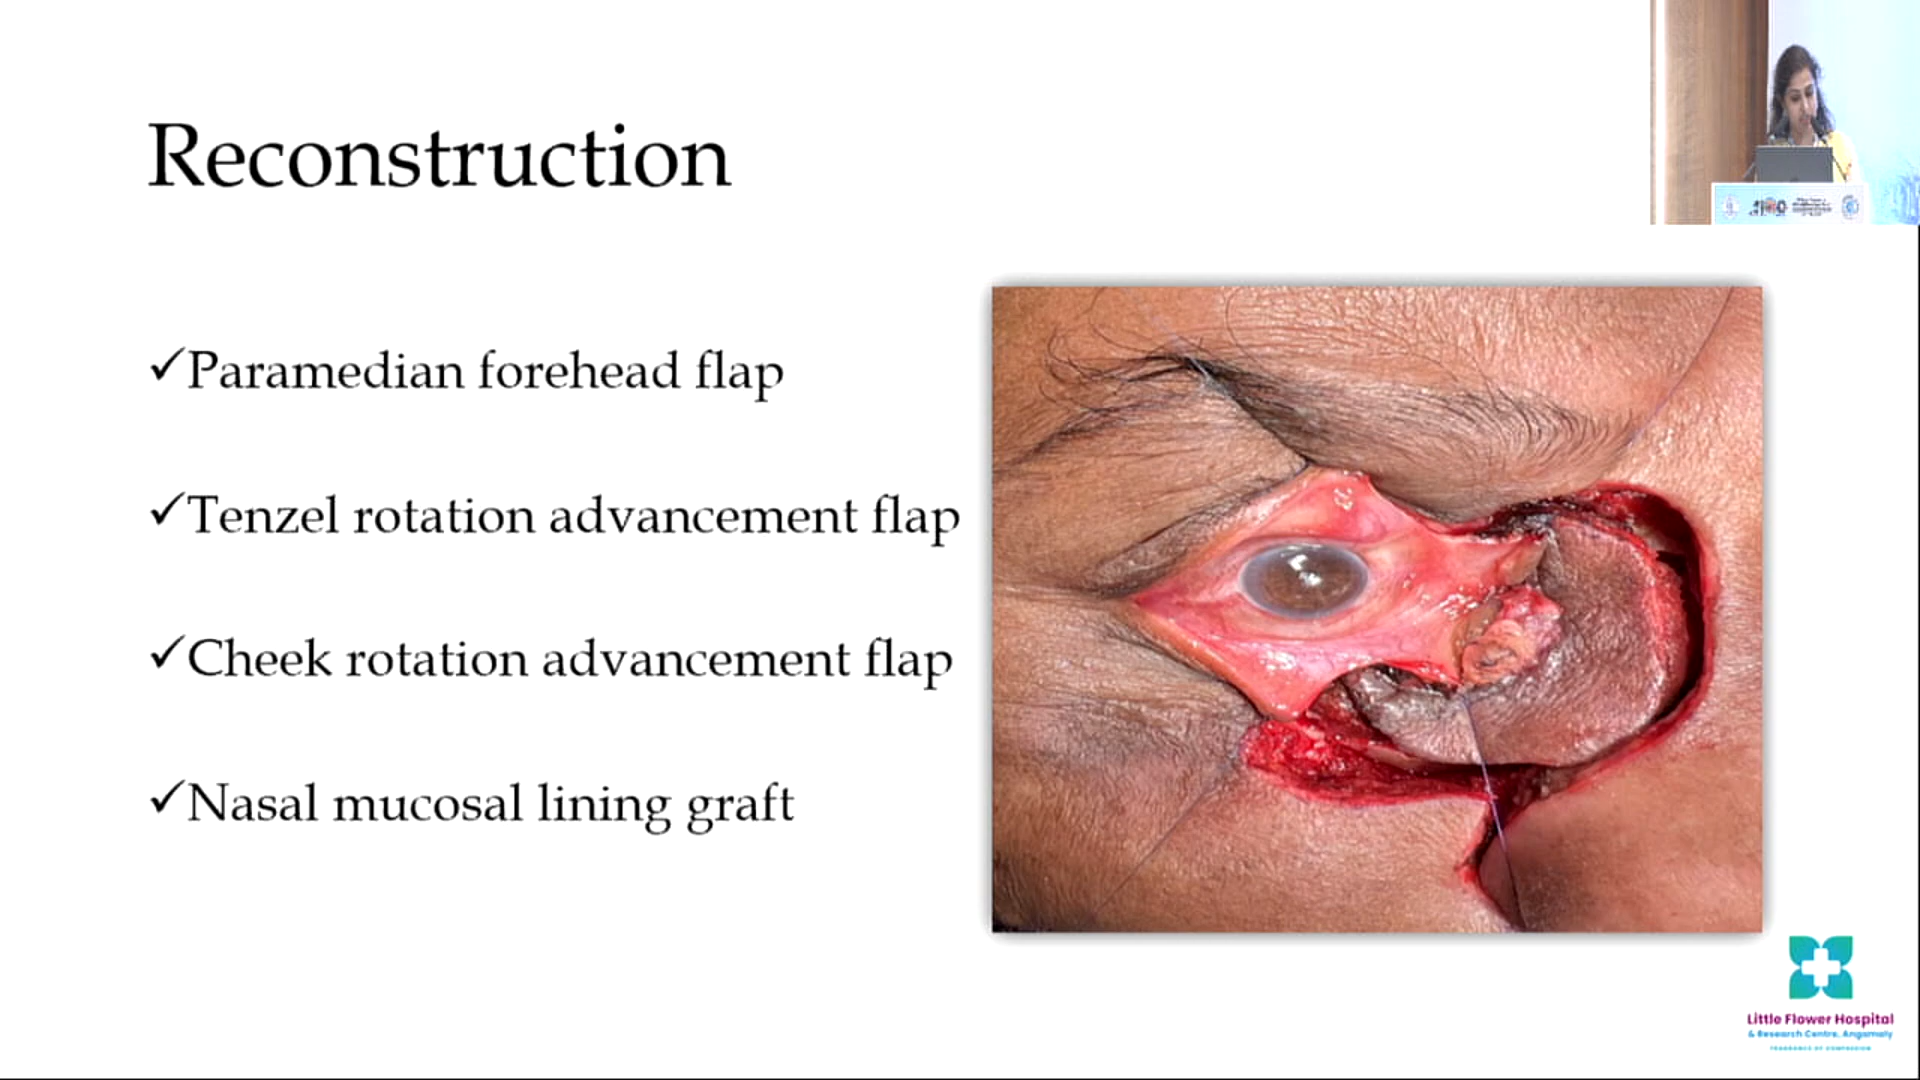 Reconstruction
✓Paramedian forehead flap
✓Tenzel rotation advancement flap
✓Cheek rotation advancement flap
✓Nasal mucosal lining graft
Little Flower Hospital
& Research Centre, Angamaly